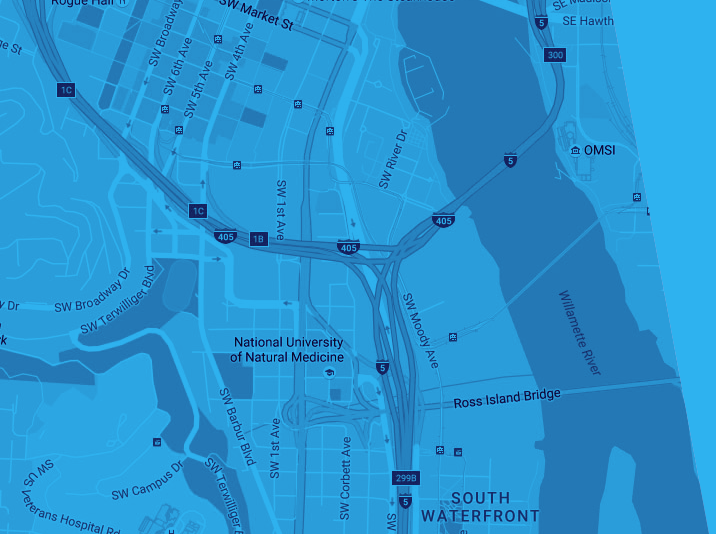 Rogue Hall
SW Market St
SE Hawth
5
300
SW Broadway
SW 6th Ave
SW 5th Ave
SW 4th Ave
1C
SW River Dr
5
OMSI
SW 1st Ave
1C
405
1B
405
405
SW Broadway Dr
SW Terwilliger Blvd
Willamette River
National University
of Natural Medicine
SW Moody Ave
5
Ross Island Bridge
SW Barbur Blvd
SW 1st Ave
SW Corbett Ave
SW US
Veterans Hospital Rd
SW Campus Dr
SW Terwilliger
299B
5
SW
SOUTH
WATERFRONT